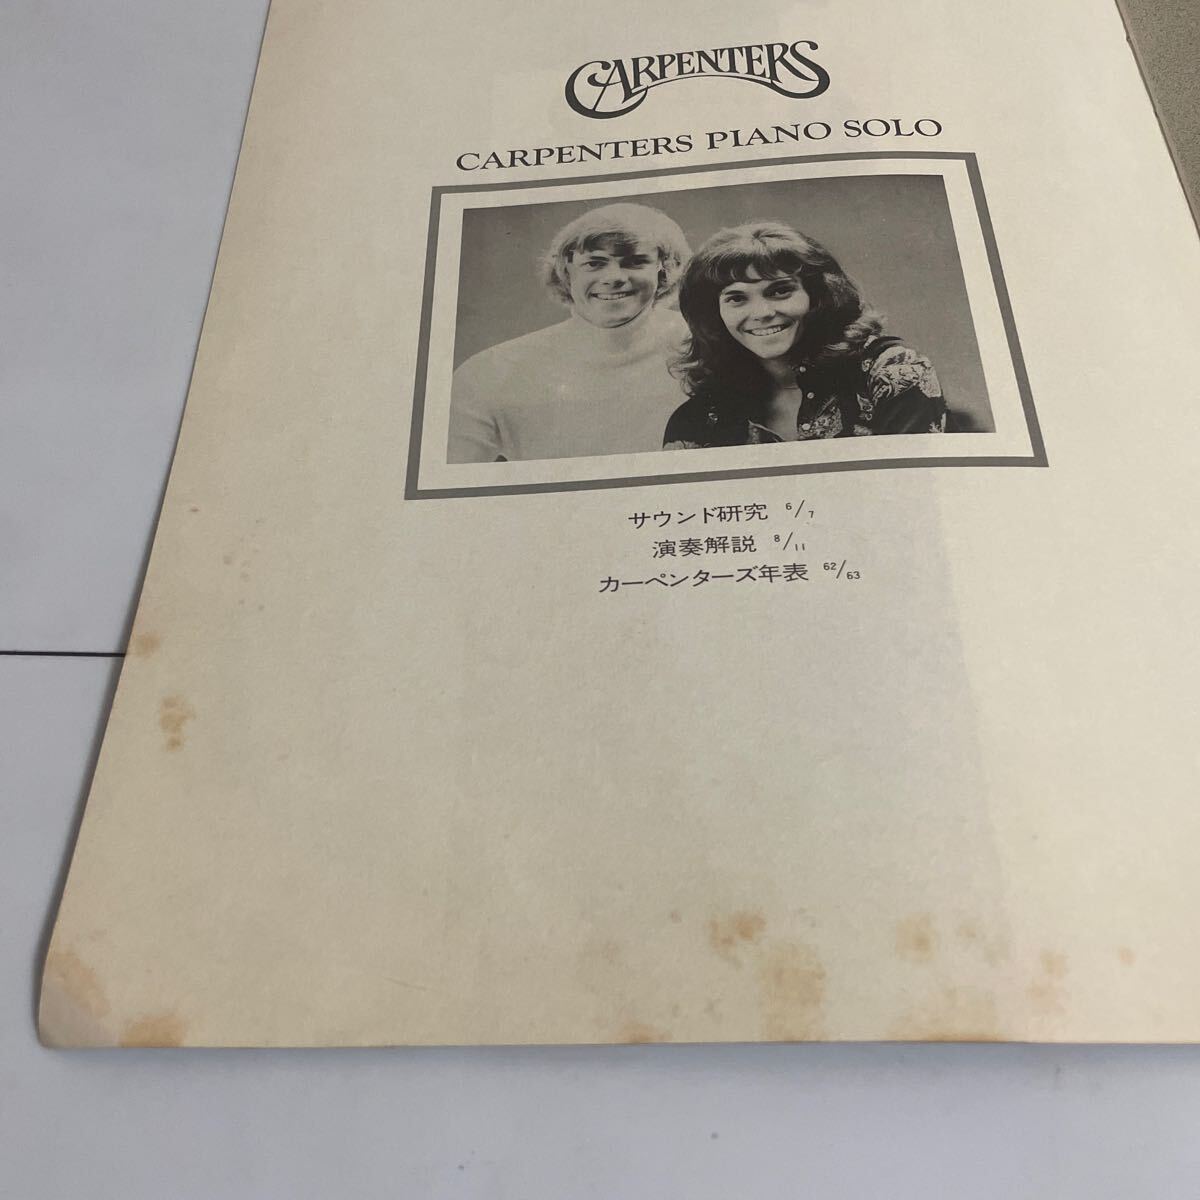 CARPENTERS
CARPENTERS PIANO SOLO
サウンド研究 6/7
演奏解説 8/11
カーペンターズ年表 62/63